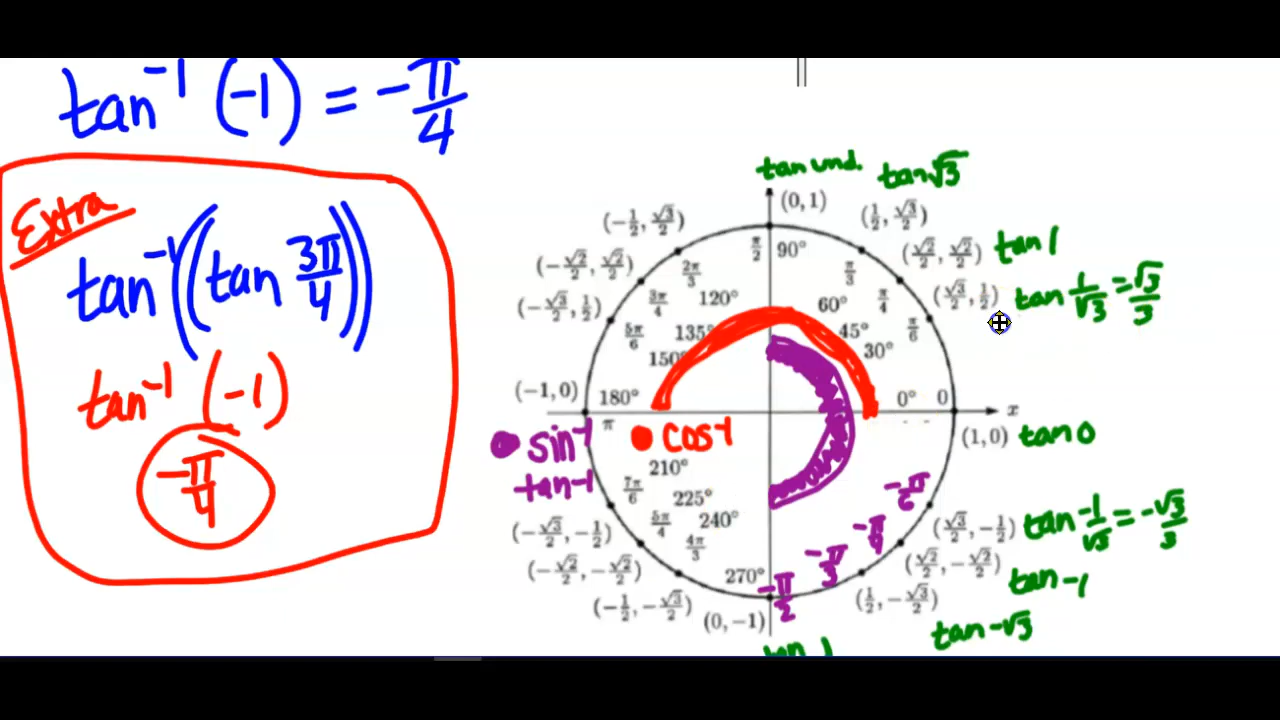 tan⁻¹ (-1) = -π/4
Extra
tan⁻¹((tan 3π/4))
tan⁻¹ (-1)
-π/4
tan und.
tan √3
(0, 1)
(-1/2, √3/2)
(1/2, √3/2)
(-√2/2, √2/2)
(√2/2, √2/2)
tan 1
(-√3/2, 1/2)
(√3/2, 1/2)
tan 1/√3 = √3/3
π/2 90°
2π/3 120°
3π/4 135°
5π/6 150°
π/3 60°
π/4 45°
π/6 30°
(-1, 0) 180° π
0° 0 x
(1, 0) tan 0
sin⁻¹
tan⁻¹
cos⁻¹
210° 7π/6
225° 5π/4
240° 4π/3
270°
-π/6
-π/4
-π/3
-π/2
(-√3/2, -1/2)
(√3/2, -1/2)
tan -1/√3 = -√3/3
(-√2/2, -√2/2)
(√2/2, -√2/2)
tan -1
(-1/2, -√3/2)
(1/2, -√3/2)
tan -√3
(0, -1)